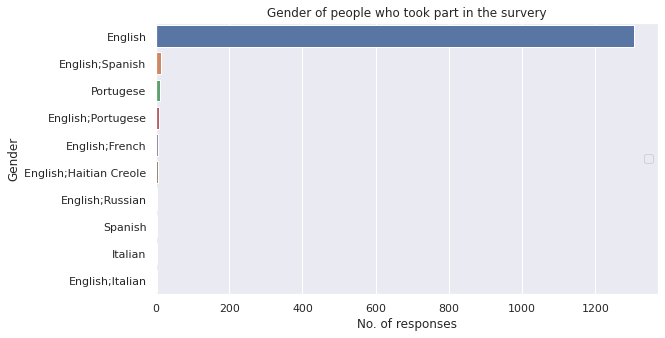 Gender of people who took part in the survery
English
English;Spanish
Portugese
English;Portugese
English;French
English;Haitian Creole
English;Russian
Spanish
Italian
English;Italian
Gender
0 200 400 600 800 1000 1200
No. of responses